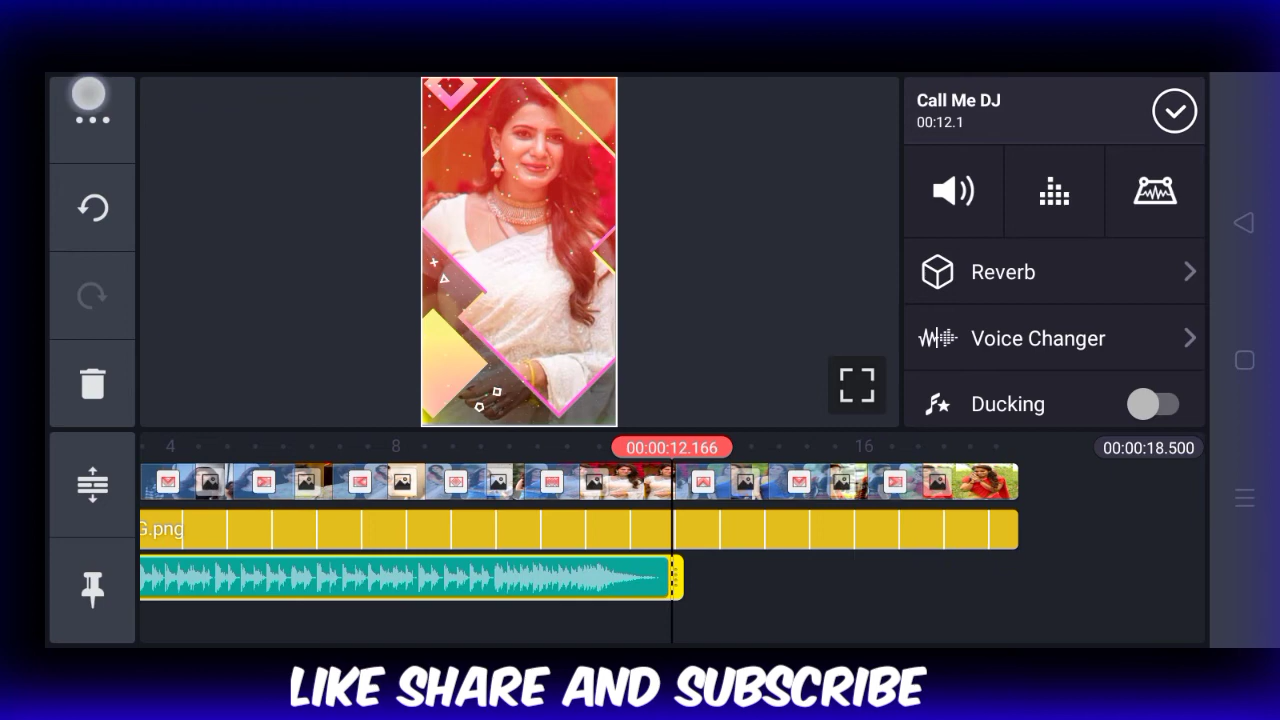 Call Me DJ
00:12.1
Reverb
Voice Changer
Ducking
4
8
00:00:12.166
16
00:00:18.500
G.png
LIKE SHARE AND SUBSCRIBE